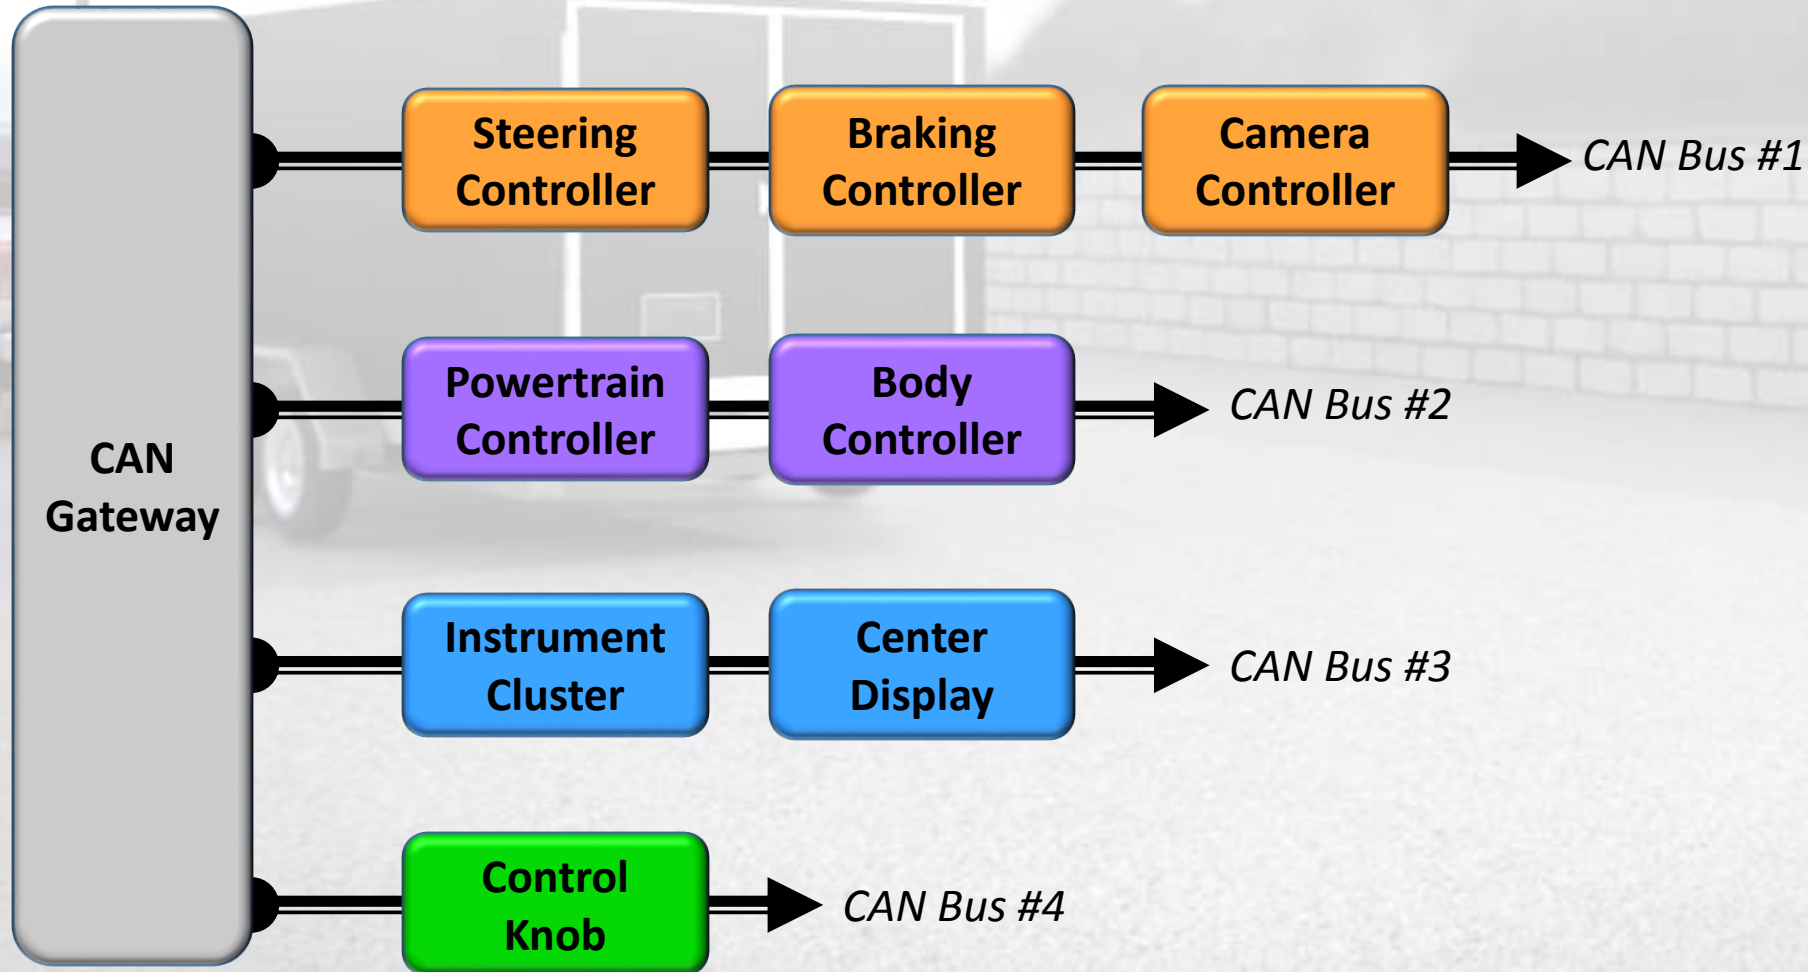 CAN
Gateway
Steering
Controller
Braking
Controller
Camera
Controller
CAN Bus #1
Powertrain
Controller
Body
Controller
CAN Bus #2
Instrument
Cluster
Center
Display
CAN Bus #3
Control
Knob
CAN Bus #4